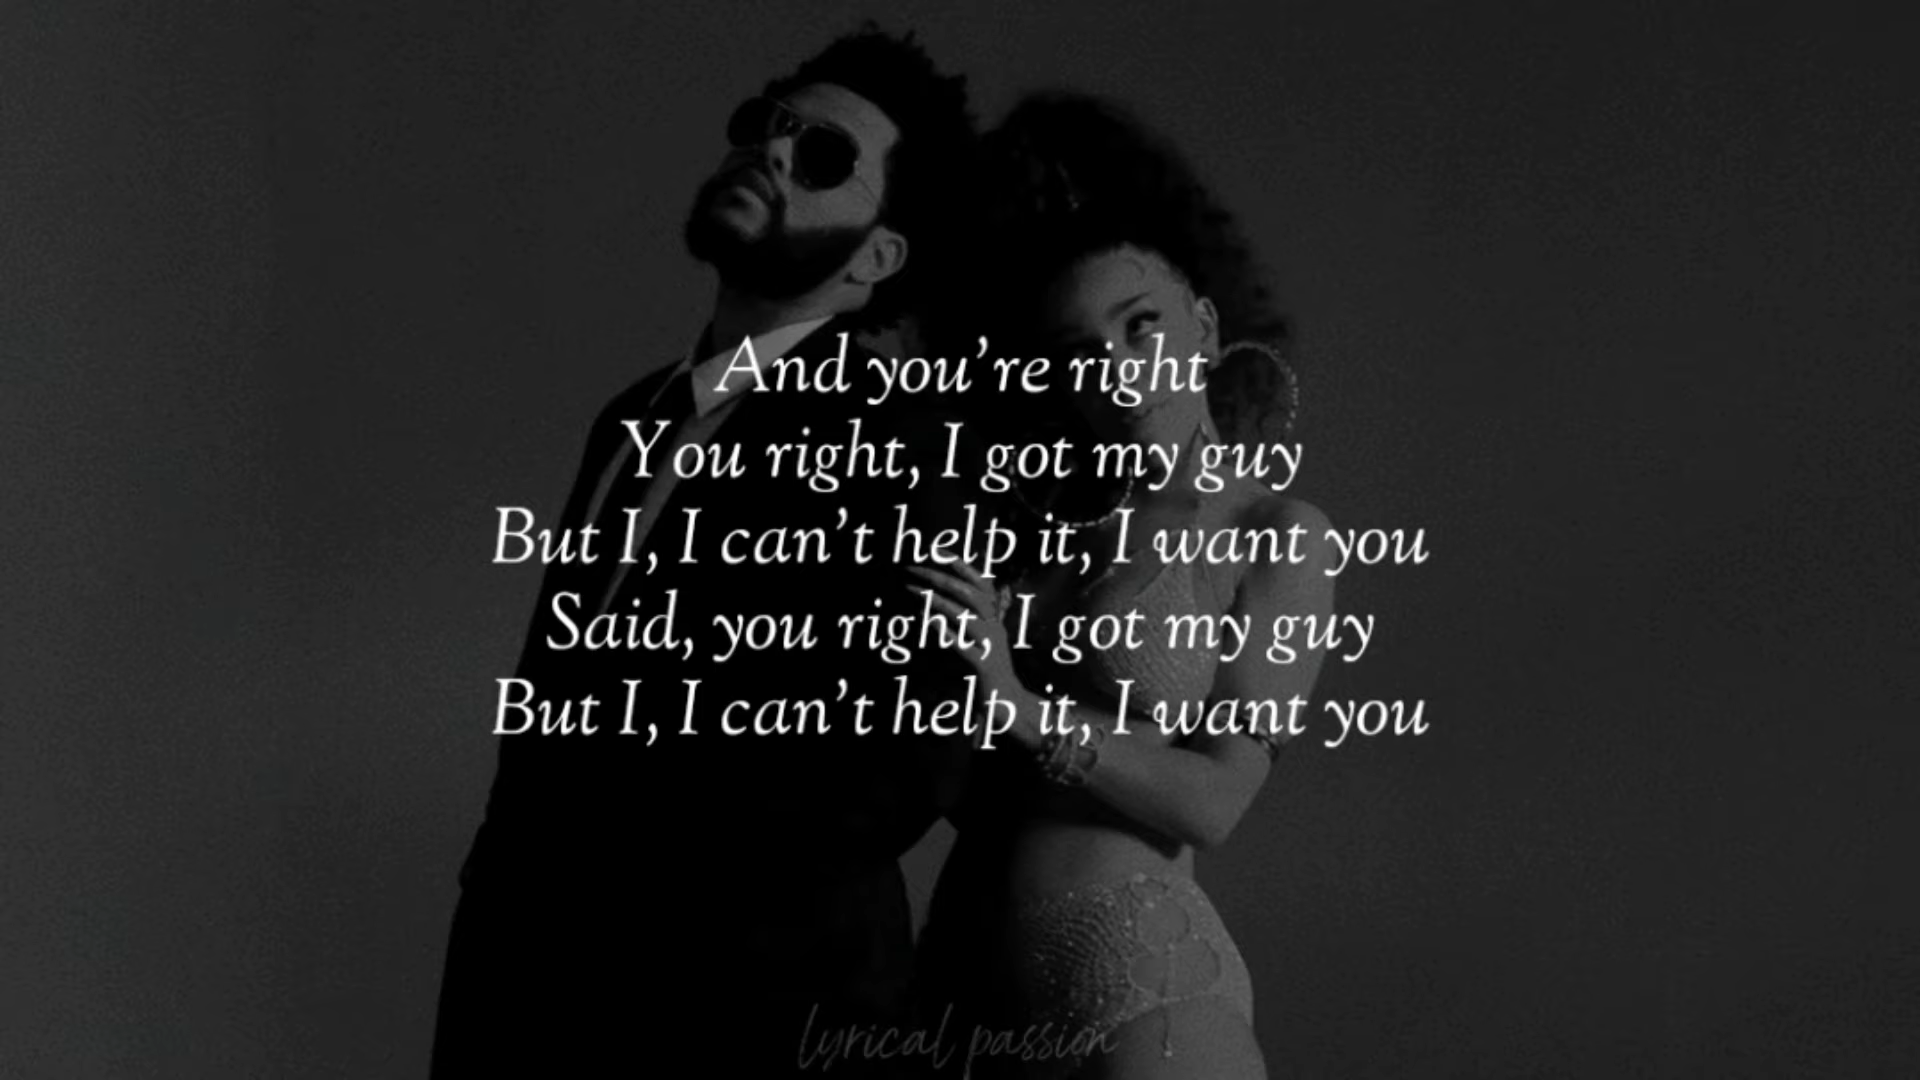 And you’re right
You right, I got my guy
But I, I can’t help it, I want you
Said, you right, I got my guy
But I, I can’t help it, I want you
lyrical passion